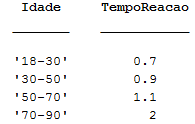 Idade TempoReacao
'18-30' 0.7
'30-50' 0.9
'50-70' 1.1
'70-90' 2